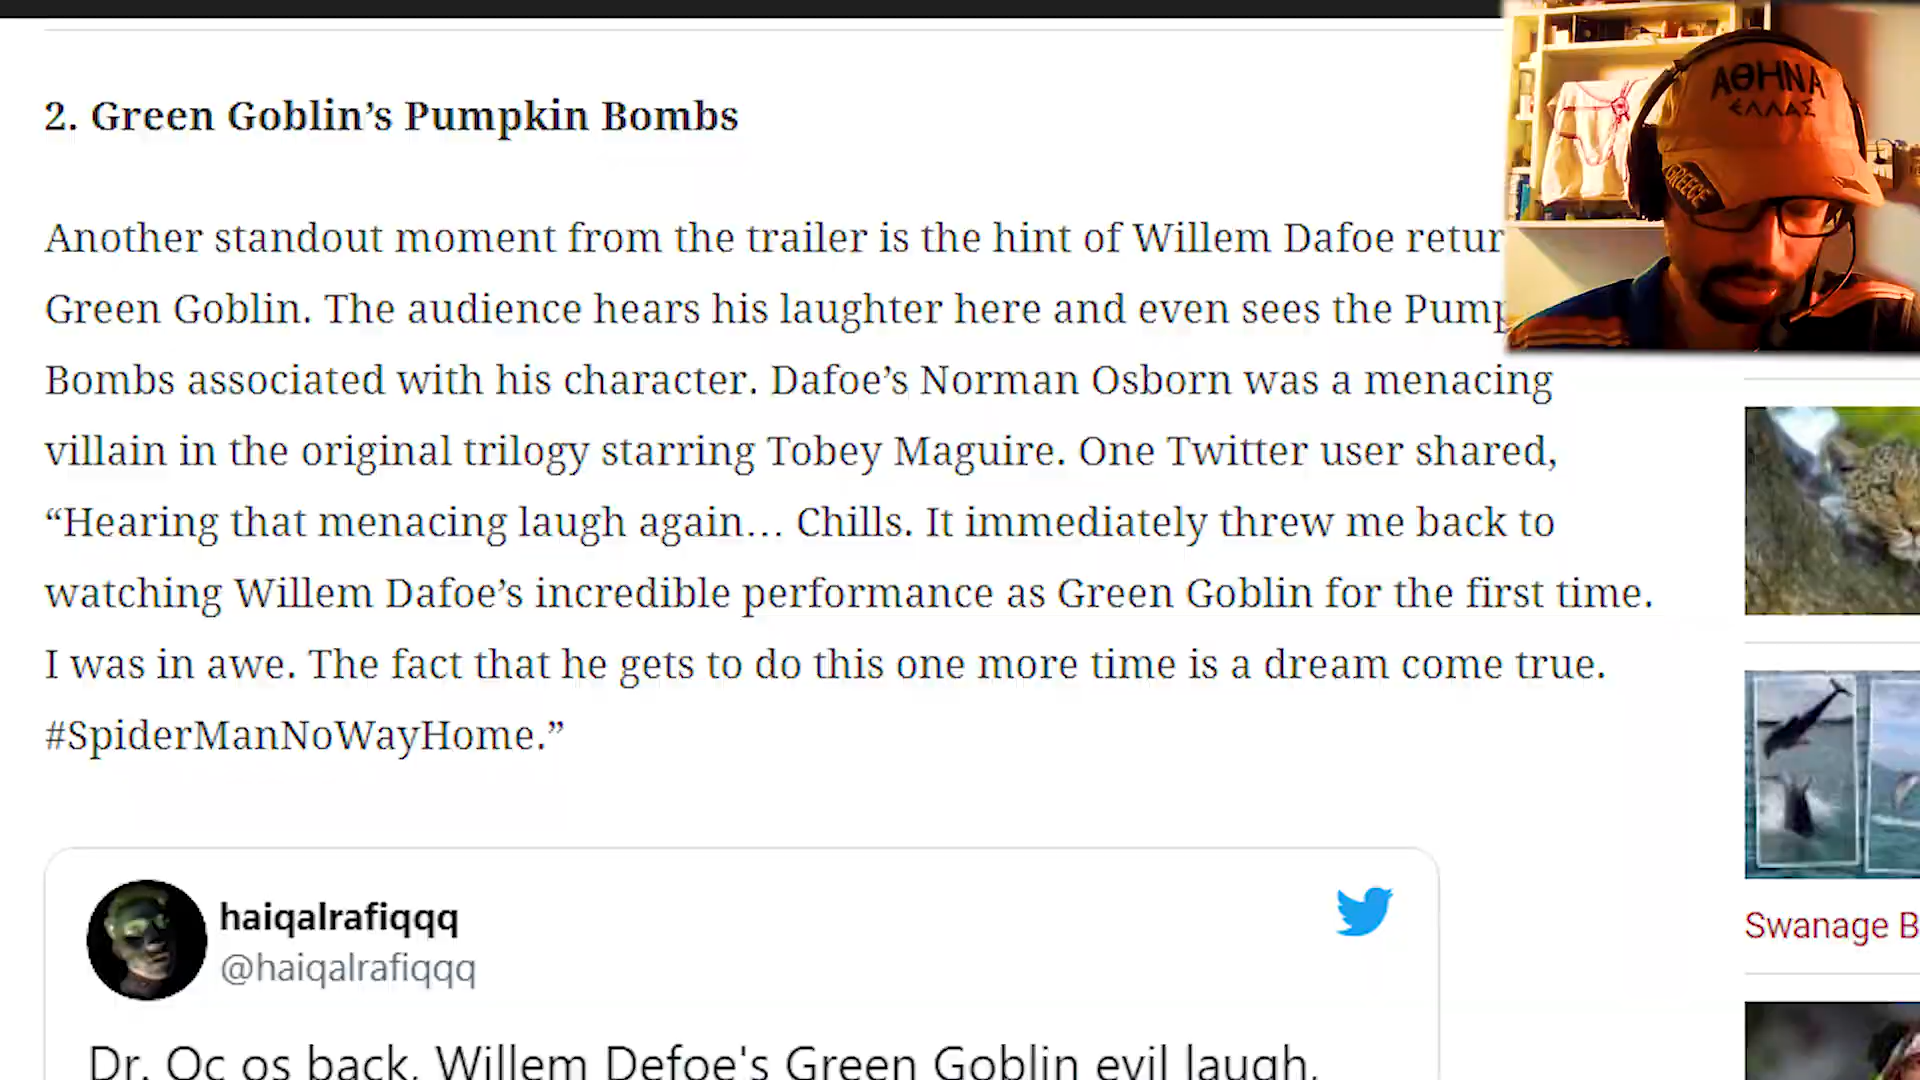 2. Green Goblin’s Pumpkin Bombs
Another standout moment from the trailer is the hint of Willem Dafoe
Green Goblin. The audience hears his laughter here and even sees the
Bombs associated with his character. Dafoe’s Norman Osborn was a menacing
villain in the original trilogy starring Tobey Maguire. One Twitter user shared,
“Hearing that menacing laugh again… Chills. It immediately threw me back to
watching Willem Dafoe’s incredible performance as Green Goblin for the first time.
I was in awe. The fact that he gets to do this one more time is a dream come true.
#SpiderManNoWayHome.”
haiqalrafiqqq
@haiqalrafiqqq
Dr. Oc os back, Willem Defoe's Green Goblin evil laugh,
ΑΘΗΝΑ
ΕΛΛΑΣ
GREECE
Swanage